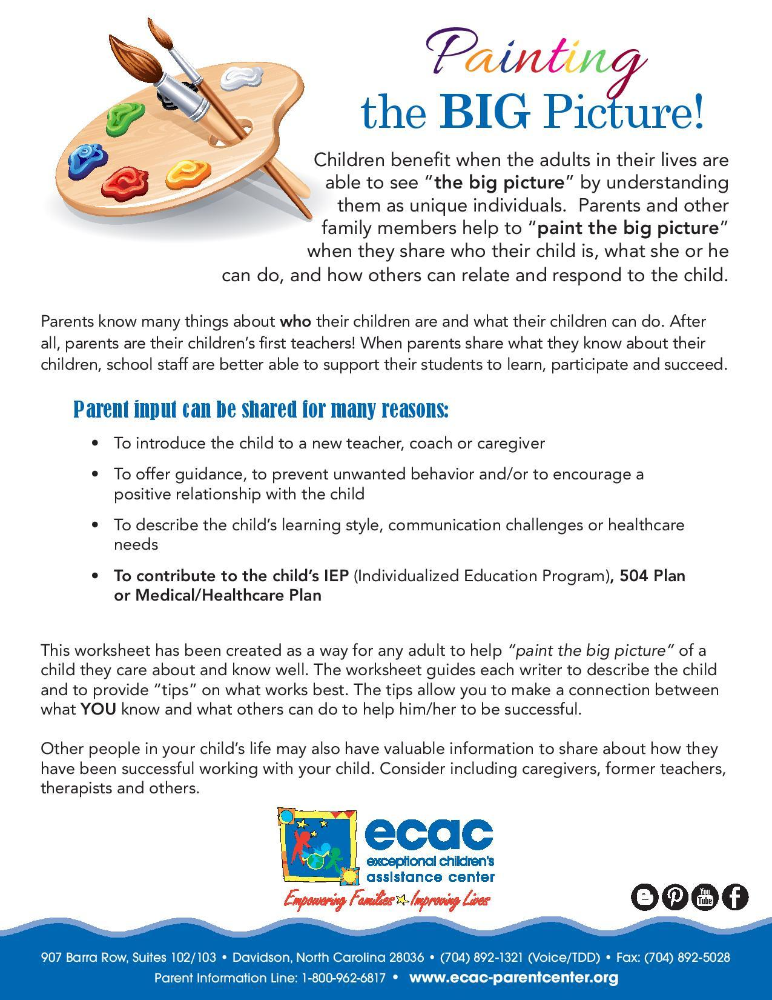 Painting
the BIG Picture!
Children benefit when the adults in their lives are
able to see “the big picture” by understanding
them as unique individuals.  Parents and other
family members help to “paint the big picture”
when they share who their child is, what she or he
can do, and how others can relate and respond to the child.
Parents know many things about who their children are and what their children can do. After
all, parents are their children’s first teachers! When parents share what they know about their
children, school staff are better able to support their students to learn, participate and succeed.
Parent input can be shared for many reasons:
• To introduce the child to a new teacher, coach or caregiver
• To offer guidance, to prevent unwanted behavior and/or to encourage a
positive relationship with the child
• To describe the child’s learning style, communication challenges or healthcare
needs
• To contribute to the child’s IEP (Individualized Education Program), 504 Plan
or Medical/Healthcare Plan
This worksheet has been created as a way for any adult to help “paint the big picture” of a
child they care about and know well. The worksheet guides each writer to describe the child
and to provide “tips” on what works best. The tips allow you to make a connection between
what YOU know and what others can do to help him/her to be successful.
Other people in your child’s life may also have valuable information to share about how they
have been successful working with your child. Consider including caregivers, former teachers,
therapists and others.
ecac
exceptional children's
assistance center
Empowering Families Improving Lives
You
Tube
907 Barra Row, Suites 102/103 • Davidson, North Carolina 28036 • (704) 892-1321 (Voice/TDD) • Fax: (704) 892-5028
Parent Information Line: 1-800-962-6817 • www.ecac-parentcenter.org